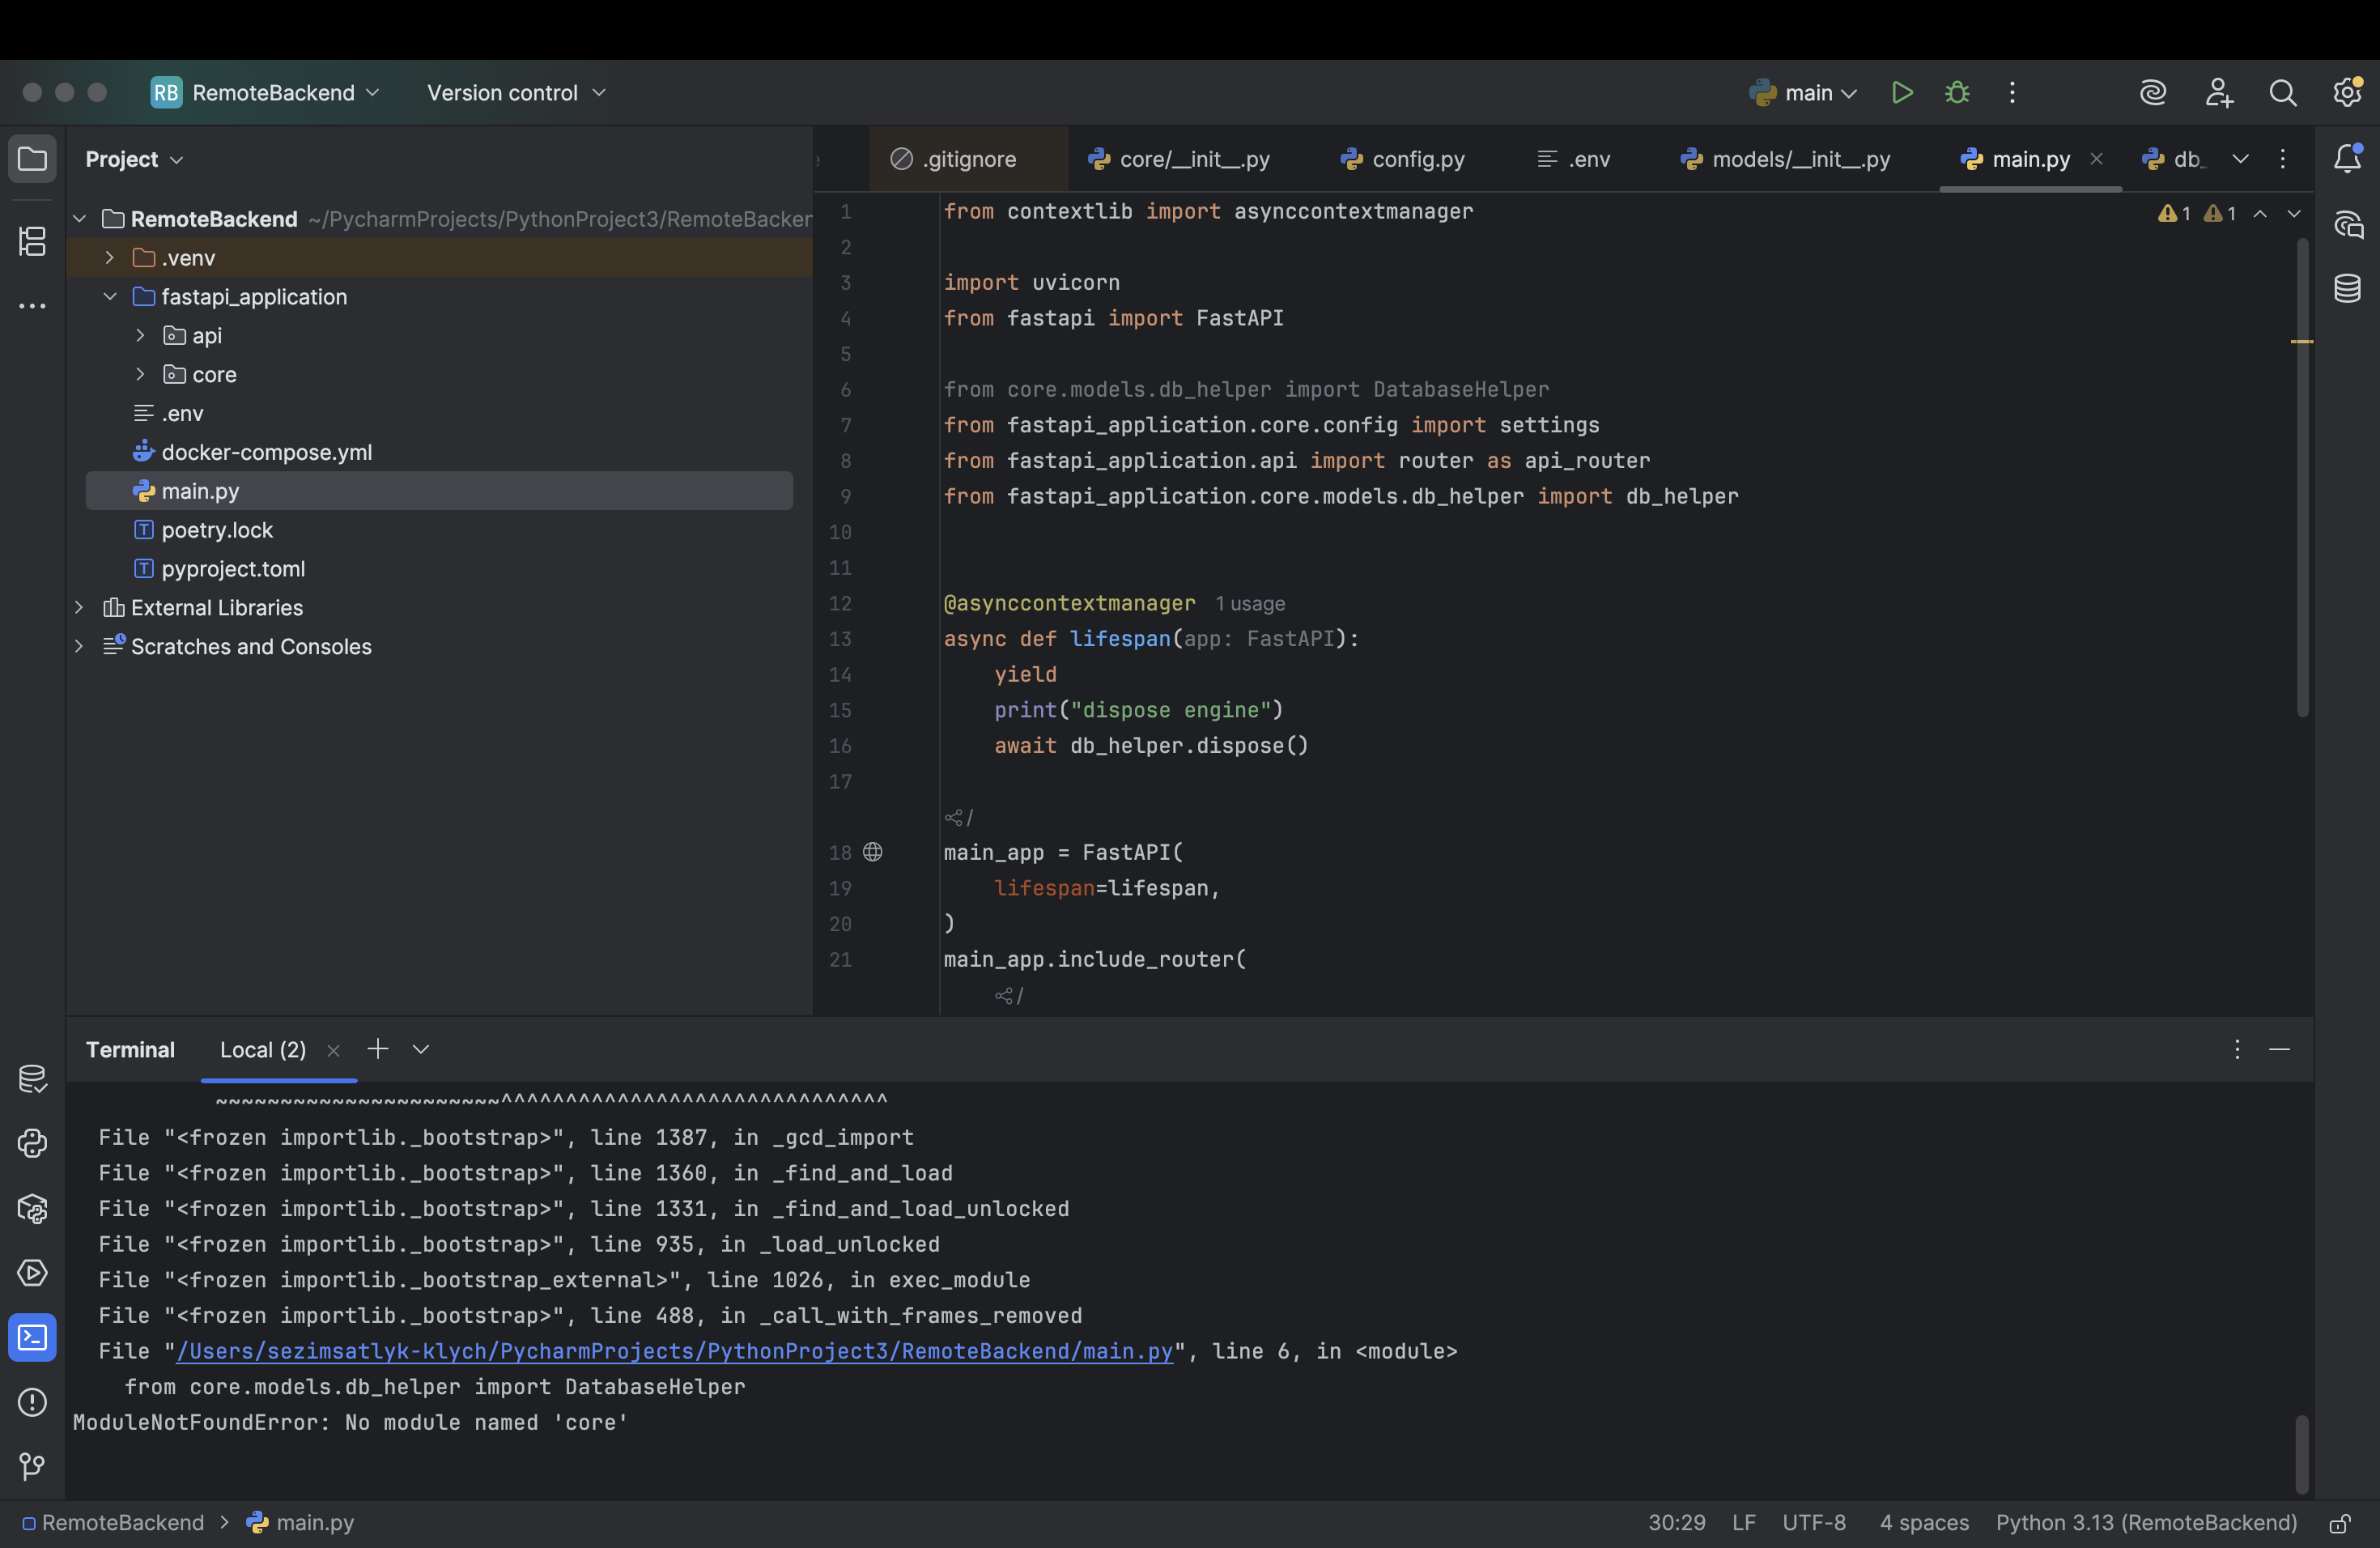 RB RemoteBackend Version control main
Project
RemoteBackend ~/PycharmProjects/PythonProject3/RemoteBacker
.venv
fastapi_application
api
core
.env
docker-compose.yml
main.py
poetry.lock
pyproject.toml
External Libraries
Scratches and Consoles
.gitignore core/__init__.py config.py .env models/__init__.py main.py db_
1 1
1 from contextlib import asynccontextmanager
2
3 import uvicorn
4 from fastapi import FastAPI
5
6 from core.models.db_helper import DatabaseHelper
7 from fastapi_application.core.config import settings
8 from fastapi_application.api import router as api_router
9 from fastapi_application.core.models.db_helper import db_helper
10
11
12 @asynccontextmanager 1 usage
13 async def lifespan(app: FastAPI):
14     yield
15     print("dispose engine")
16     await db_helper.dispose()
17
/
18 main_app = FastAPI(
19     lifespan=lifespan,
20 )
21 main_app.include_router(
/
Terminal Local (2)
~~~~~~~~~~~~~~~~~~~~~~^^^^^^^^^^^^^^^^^^^^^^^^^^^^^^
File "<frozen importlib._bootstrap>", line 1387, in _gcd_import
File "<frozen importlib._bootstrap>", line 1360, in _find_and_load
File "<frozen importlib._bootstrap>", line 1331, in _find_and_load_unlocked
File "<frozen importlib._bootstrap>", line 935, in _load_unlocked
File "<frozen importlib._bootstrap_external>", line 1026, in exec_module
File "<frozen importlib._bootstrap>", line 488, in _call_with_frames_removed
File "/Users/sezimsatlyk-klych/PycharmProjects/PythonProject3/RemoteBackend/main.py", line 6, in <module>
from core.models.db_helper import DatabaseHelper
ModuleNotFoundError: No module named 'core'
RemoteBackend > main.py 30:29 LF UTF-8 4 spaces Python 3.13 (RemoteBackend)